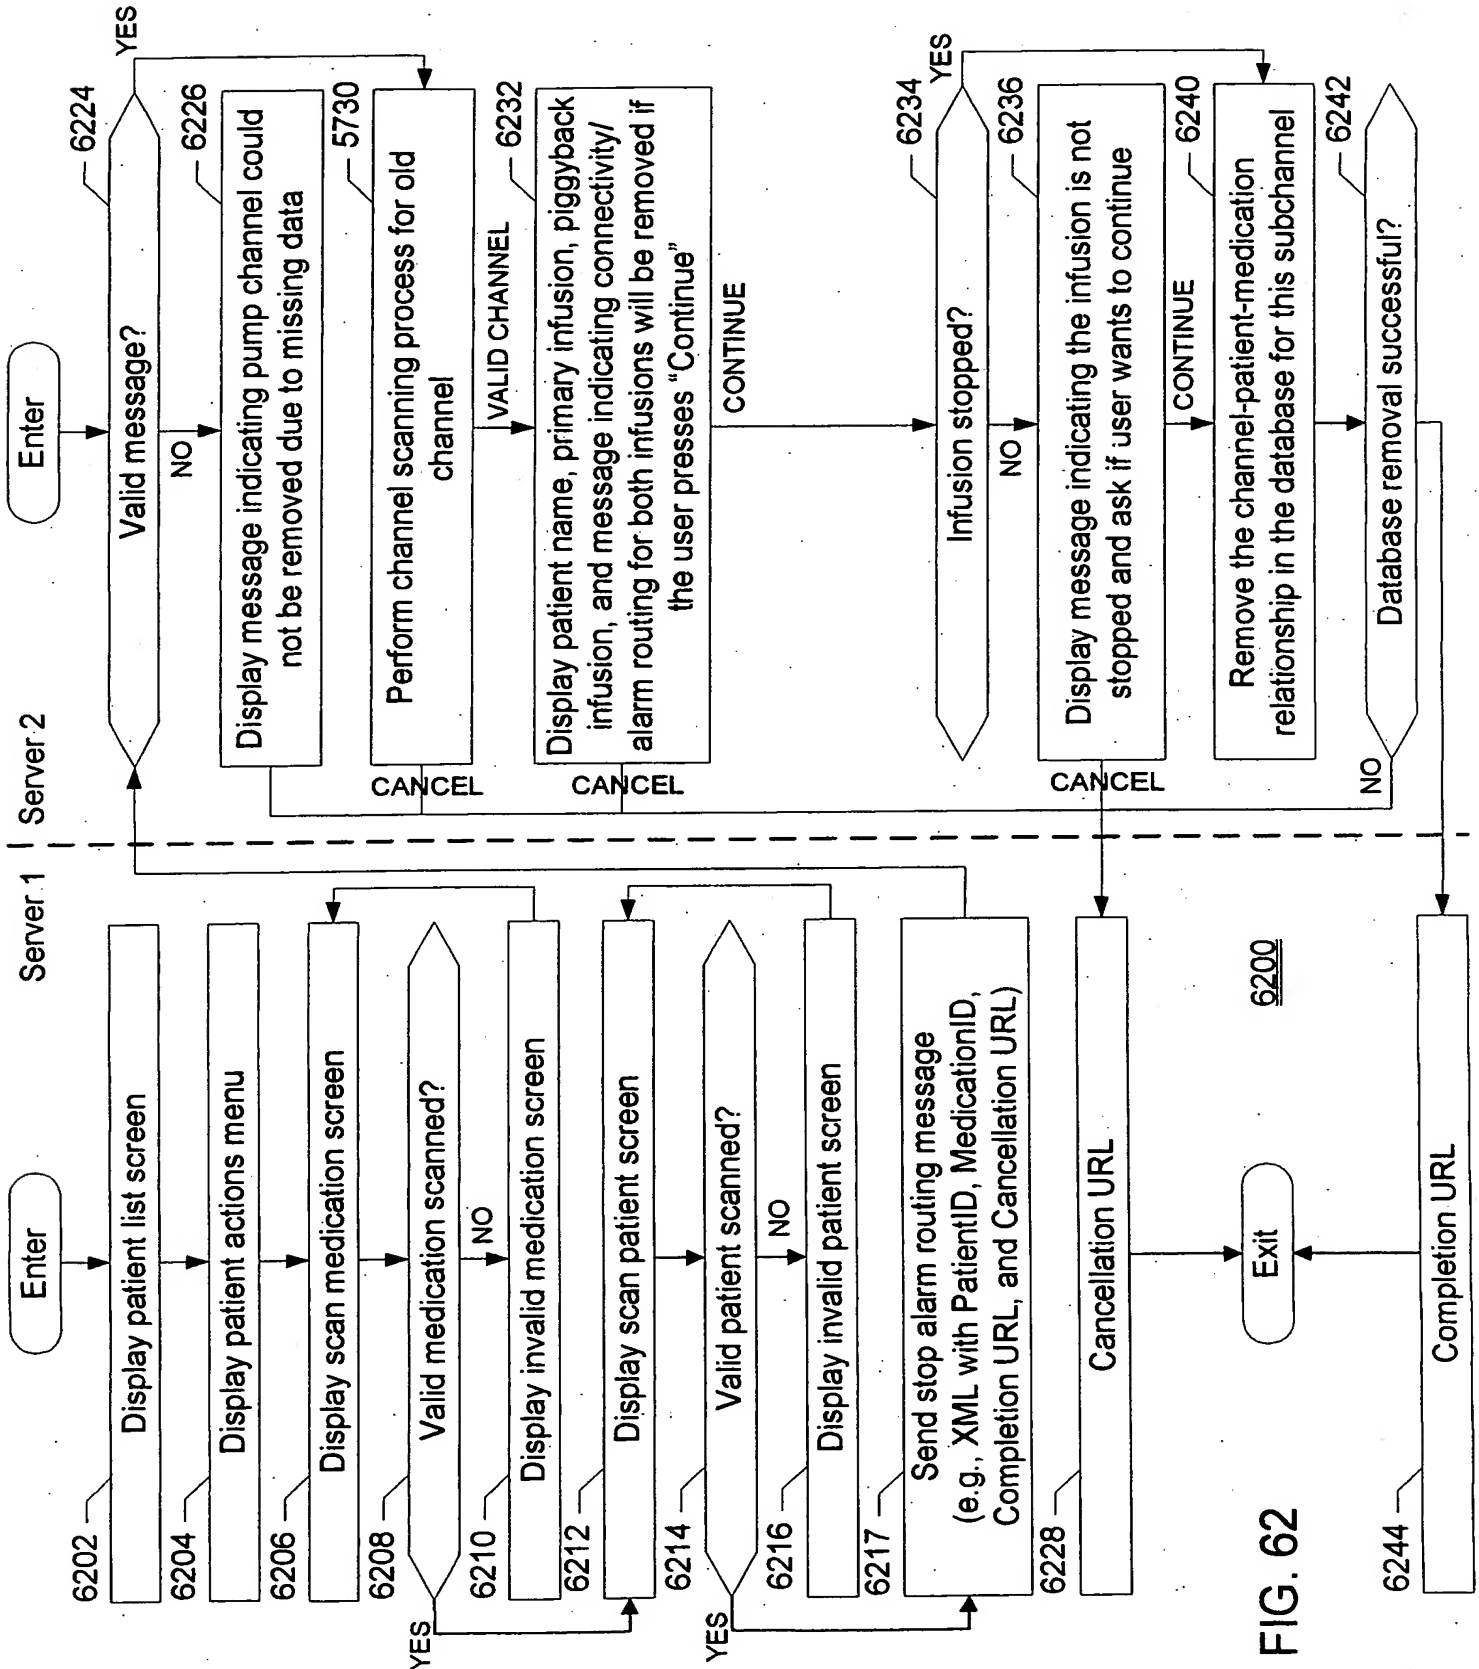 Server 1
Server 2
Enter
6202
Display patient list screen
6204
Display patient actions menu
6206
Display scan medication screen
6208
Valid medication scanned?
YES
NO
6210
Display invalid medication screen
6212
Display scan patient screen
6214
Valid patient scanned?
YES
NO
6216
Display invalid patient screen
6217
Send stop alarm routing message
(e.g., XML with PatientID, MedicationID,
Completion URL, and Cancellation URL)
6228
Cancellation URL
Exit
6200
6244
Completion URL
FIG. 62
Enter
6224
Valid message?
YES
NO
6226
Display message indicating pump channel could
not be removed due to missing data
5730
Perform channel scanning process for old
channel
CANCEL
VALID CHANNEL
6232
Display patient name, primary infusion, piggyback
infusion, and message indicating connectivity/
alarm routing for both infusions will be removed if
the user presses "Continue"
CANCEL
CONTINUE
6234
Infusion stopped?
YES
NO
6236
Display message indicating the infusion is not
stopped and ask if user wants to continue
CANCEL
CONTINUE
6240
Remove the channel-patient-medication
relationship in the database for this subchannel
6242
Database removal successful?
NO